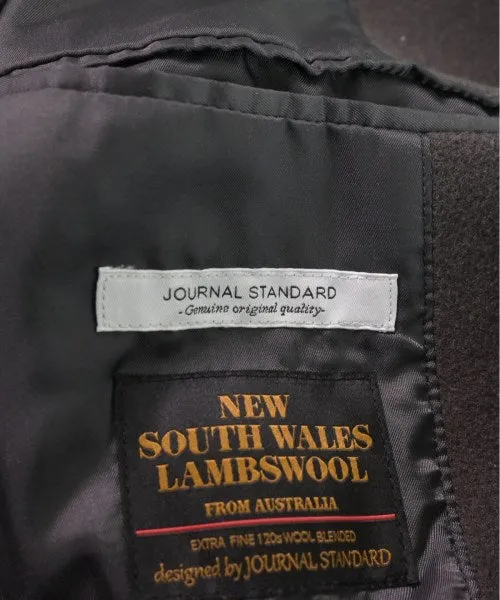 JOURNAL STANDARD
-Genuine original quality-
NEW
SOUTH WALES
LAMBSWOOL
FROM AUSTRALIA
EXTRA FINE 120s WOOL BLENDED
designed by JOURNAL STANDARD